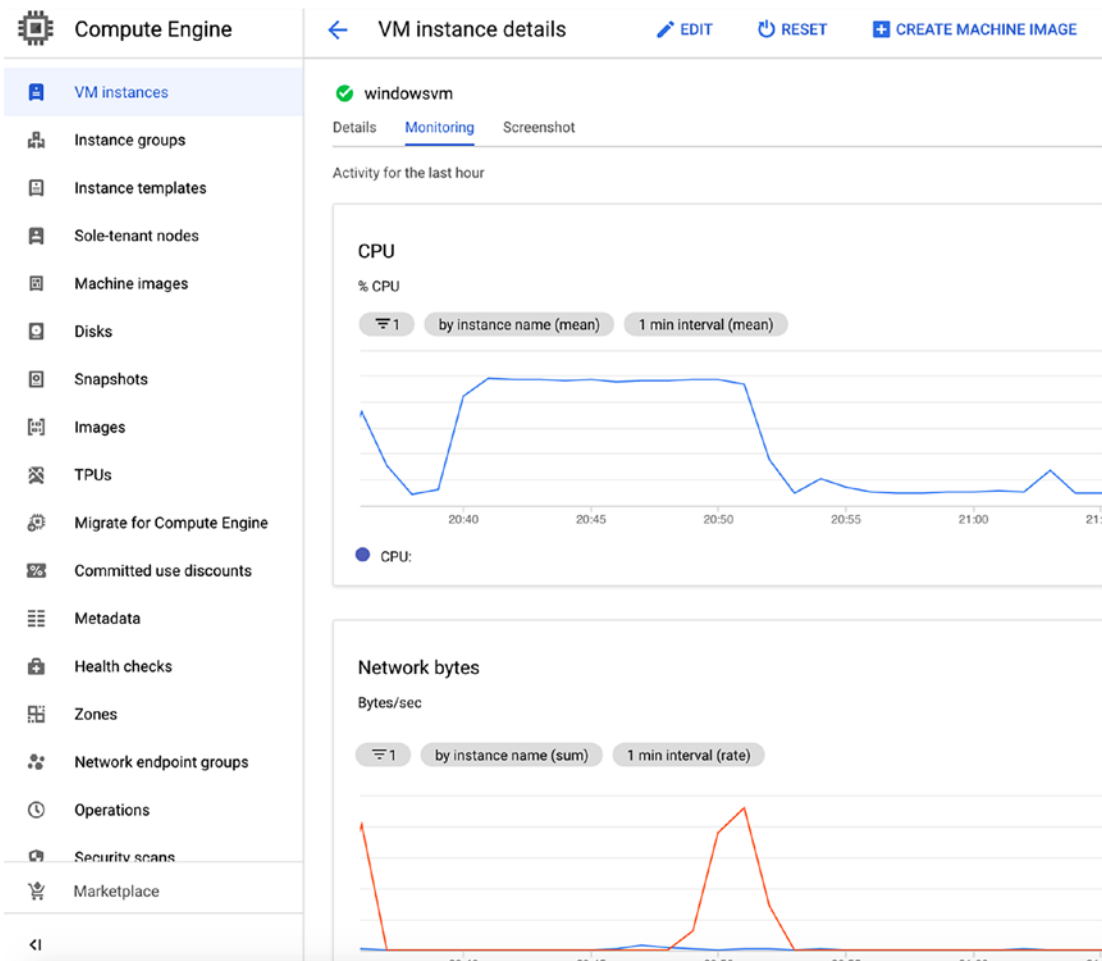 Compute Engine
VM instances
Instance groups
Instance templates
Sole-tenant nodes
Machine images
Disks
Snapshots
Images
TPUs
Migrate for Compute Engine
Committed use discounts
Metadata
Health checks
Zones
Network endpoint groups
Operations
Security scans
Marketplace
VM instance details
EDIT
RESET
CREATE MACHINE IMAGE
windowsvm
Details Monitoring Screenshot
Activity for the last hour
CPU
% CPU
1 by instance name (mean) 1 min interval (mean)
20:40 20:45 20:50 20:55 21:00 21:
CPU:
Network bytes
Bytes/sec
1 by instance name (sum) 1 min interval (rate)